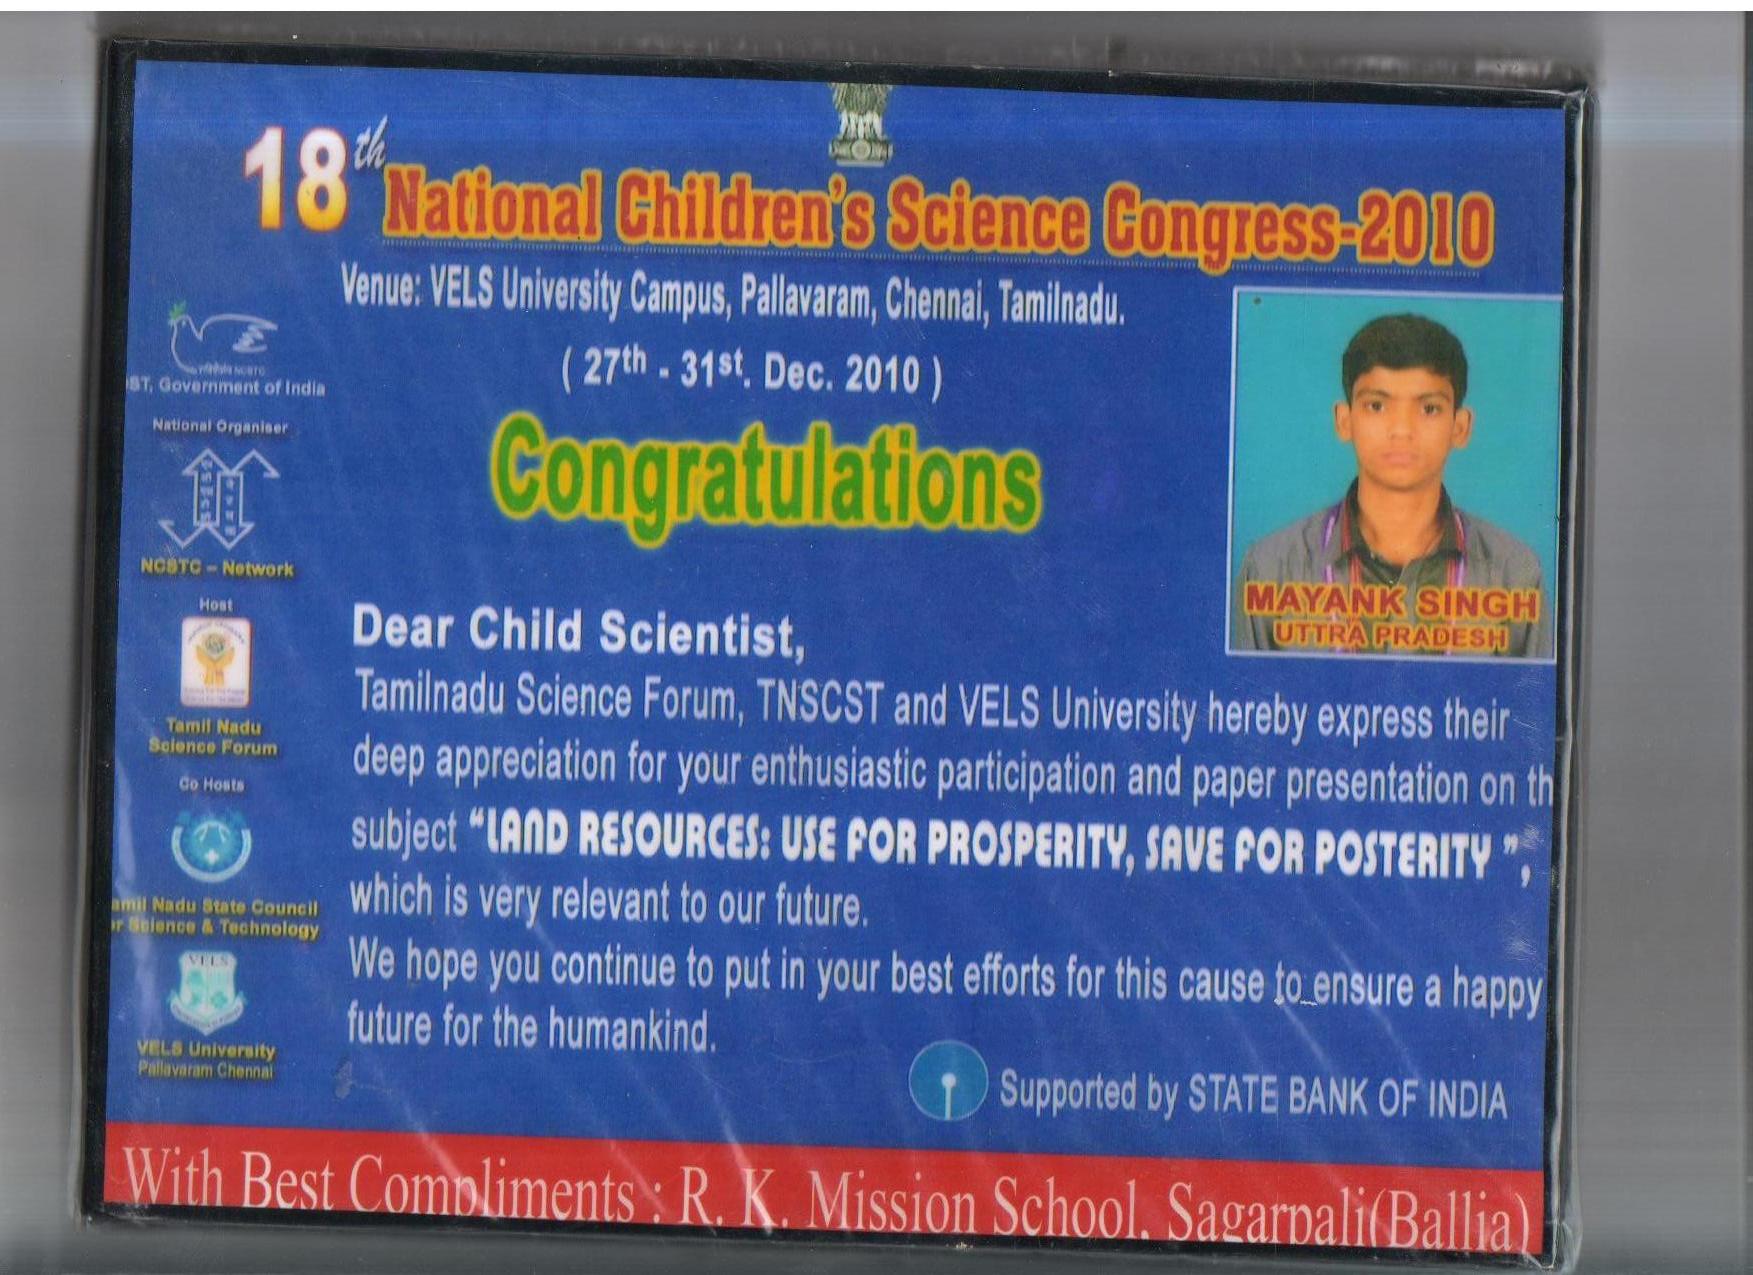 18th National Children's Science Congress-2010
Venue: VELS University Campus, Pallavaram, Chennai, Tamilnadu.
( 27th - 31st. Dec. 2010 )
Congratulations
ST, Government of India
National Organiser
NCSTC – Network
Host
Tamil Nadu
Science Forum
Co Hosts
amil Nadu State Council
or Science & Technology
VELS
VELS University
Pallavaram Chennai
MAYANK SINGH
UTTRA PRADESH
Dear Child Scientist,
Tamilnadu Science Forum, TNSCST and VELS University hereby express their
deep appreciation for your enthusiastic participation and paper presentation on th
subject “LAND RESOURCES: USE FOR PROSPERITY, SAVE FOR POSTERITY ”,
which is very relevant to our future.
We hope you continue to put in your best efforts for this cause to ensure a happy
future for the humankind.
Supported by STATE BANK OF INDIA
With Best Compliments : R. K. Mission School, Sagarpali(Ballia)